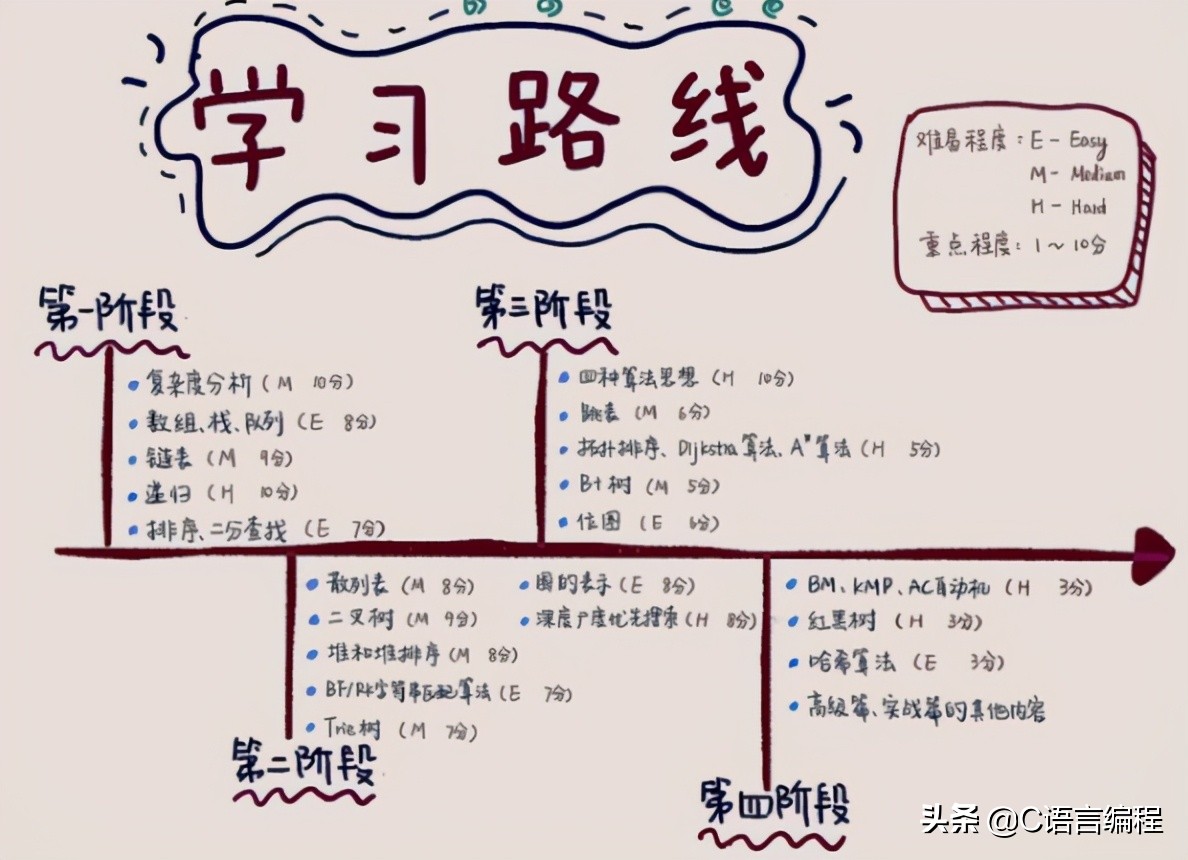 学习路线
难易程度：E - Easy
M - Medium
H - Hard
重点程度：1～10分
第一阶段
复杂度分析（M 10分）
数组、栈、队列（E 8分）
链表（M 9分）
递归（H 10分）
排序、二分查找（E 7分）
第三阶段
四种算法思想（H 10分）
跳表（M 6分）
拓扑排序、Dijkstra算法、A*算法（H 5分）
B+树（M 5分）
位图（E 6分）
散列表（M 8分）
二叉树（M 9分）
堆和堆排序（M 8分）
BF/RK字符串匹配算法（E 7分）
Trie树（M 7分）
图的表示（E 8分）
深度广度优先搜索（H 8分）
第二阶段
BM、KMP、AC自动机（H 3分）
红黑树（H 3分）
哈希算法（E 3分）
高级篇、实战篇的其他内容
第四阶段
头条 @C语言编程